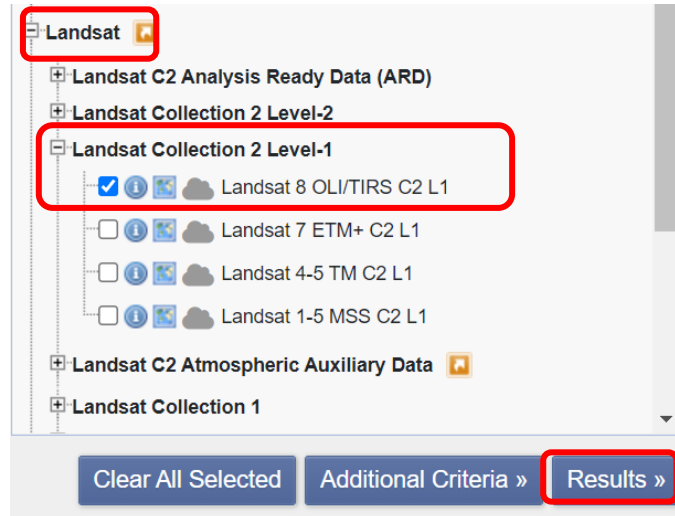 Landsat
Landsat C2 Analysis Ready Data (ARD)
Landsat Collection 2 Level-2
Landsat Collection 2 Level-1
Landsat 8 OLI/TIRS C2 L1
Landsat 7 ETM+ C2 L1
Landsat 4-5 TM C2 L1
Landsat 1-5 MSS C2 L1
Landsat C2 Atmospheric Auxiliary Data
Landsat Collection 1
Clear All Selected Additional Criteria » Results »